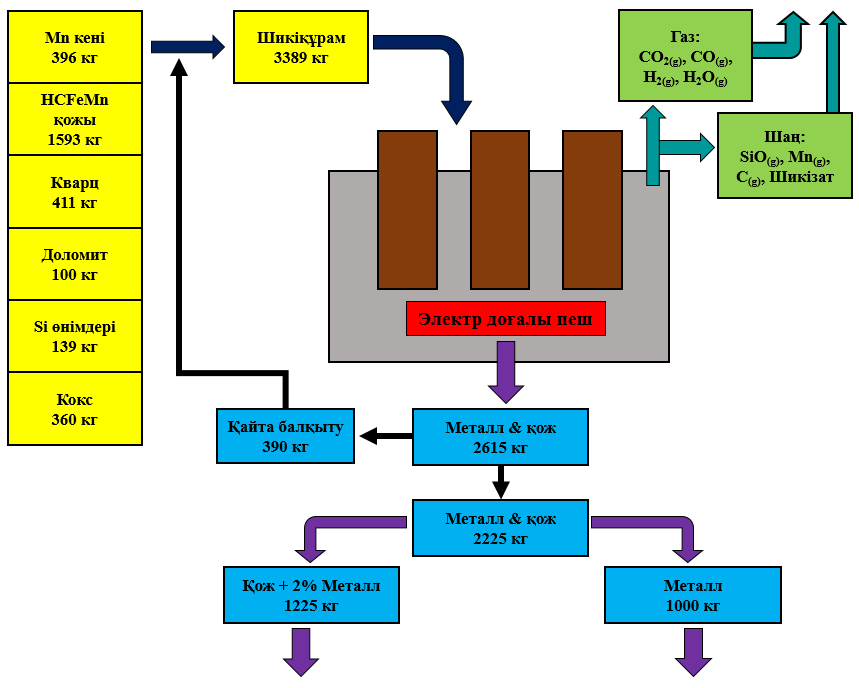 Mn кені
396 кг
HCFeMn
қожы
1593 кг
Кварц
411 кг
Доломит
100 кг
Si өнімдері
139 кг
Кокс
360 кг
Шикіқұрам
3389 кг
Газ:
CO₂(g), CO(g),
H₂(g), H₂O(g)
Шаң:
SiO(g), Mn(g),
C(g), Шикізат
Электр доғалы пеш
Қайта балқыту
390 кг
Металл & қож
2615 кг
Металл & қож
2225 кг
Қож + 2% Металл
1225 кг
Металл
1000 кг